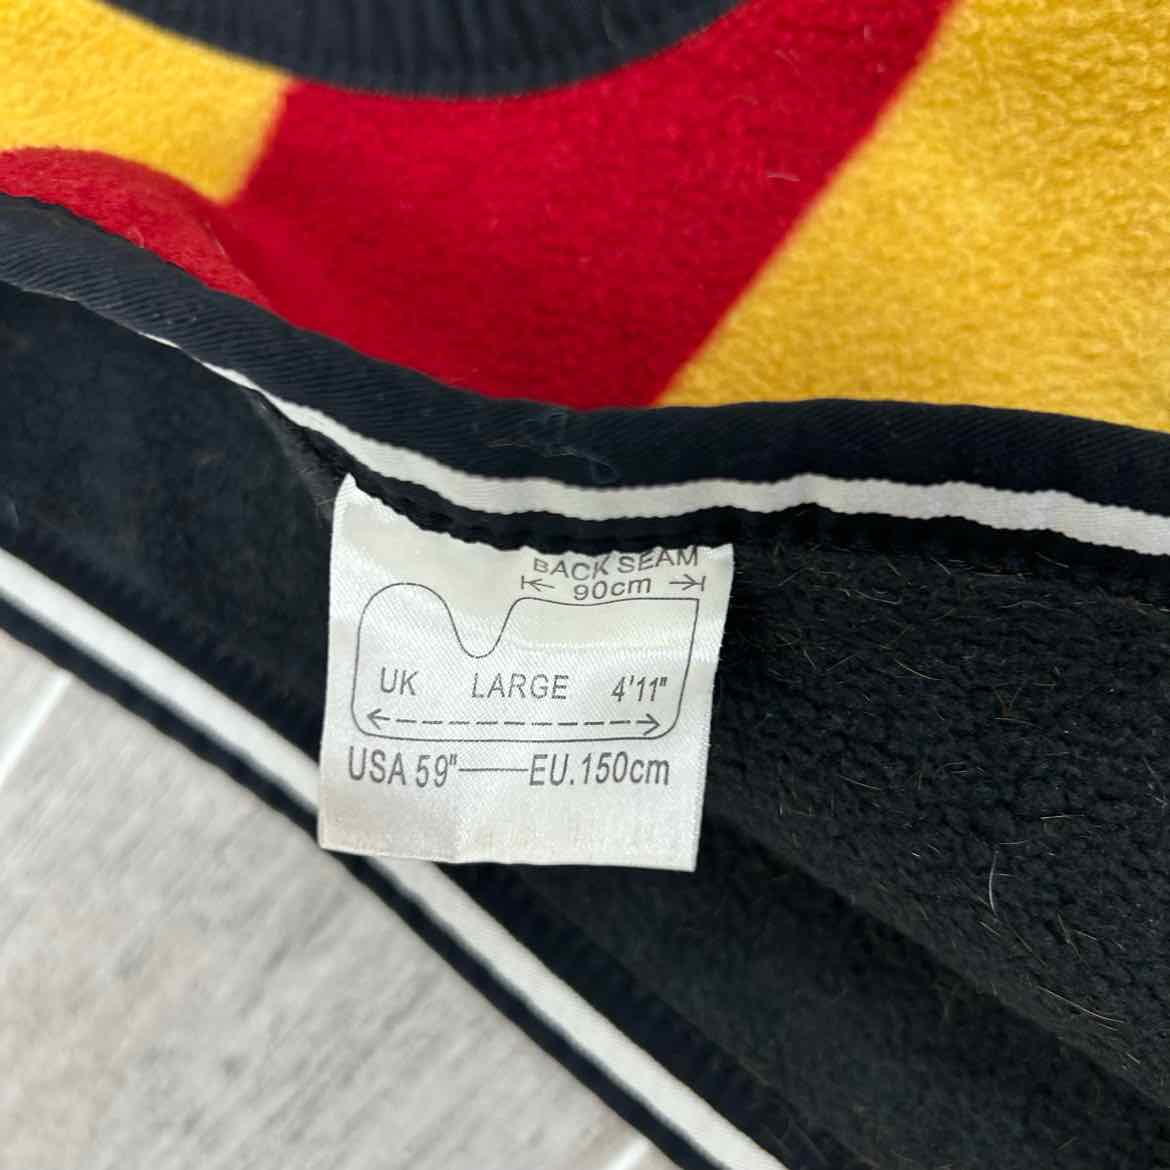 BACK SEAM
90cm
UK LARGE 4'11"
USA 59"——EU.150cm